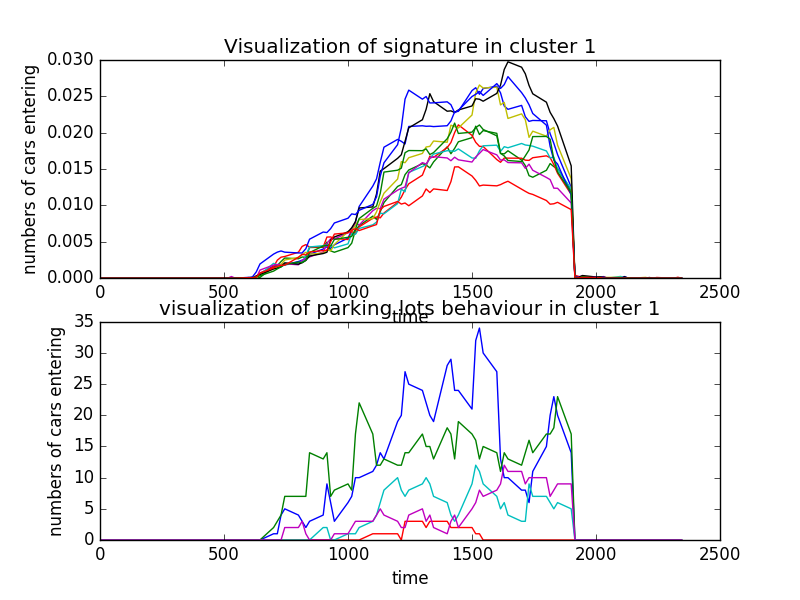 Visualization of signature in cluster 1
numbers of cars entering
0.030
0.025
0.020
0.015
0.010
0.005
0.000
0 500 1000 1500 2000 2500
time
visualization of parking lots behaviour in cluster 1
numbers of cars entering
35
30
25
20
15
10
5
0
0 500 1000 1500 2000 2500
time